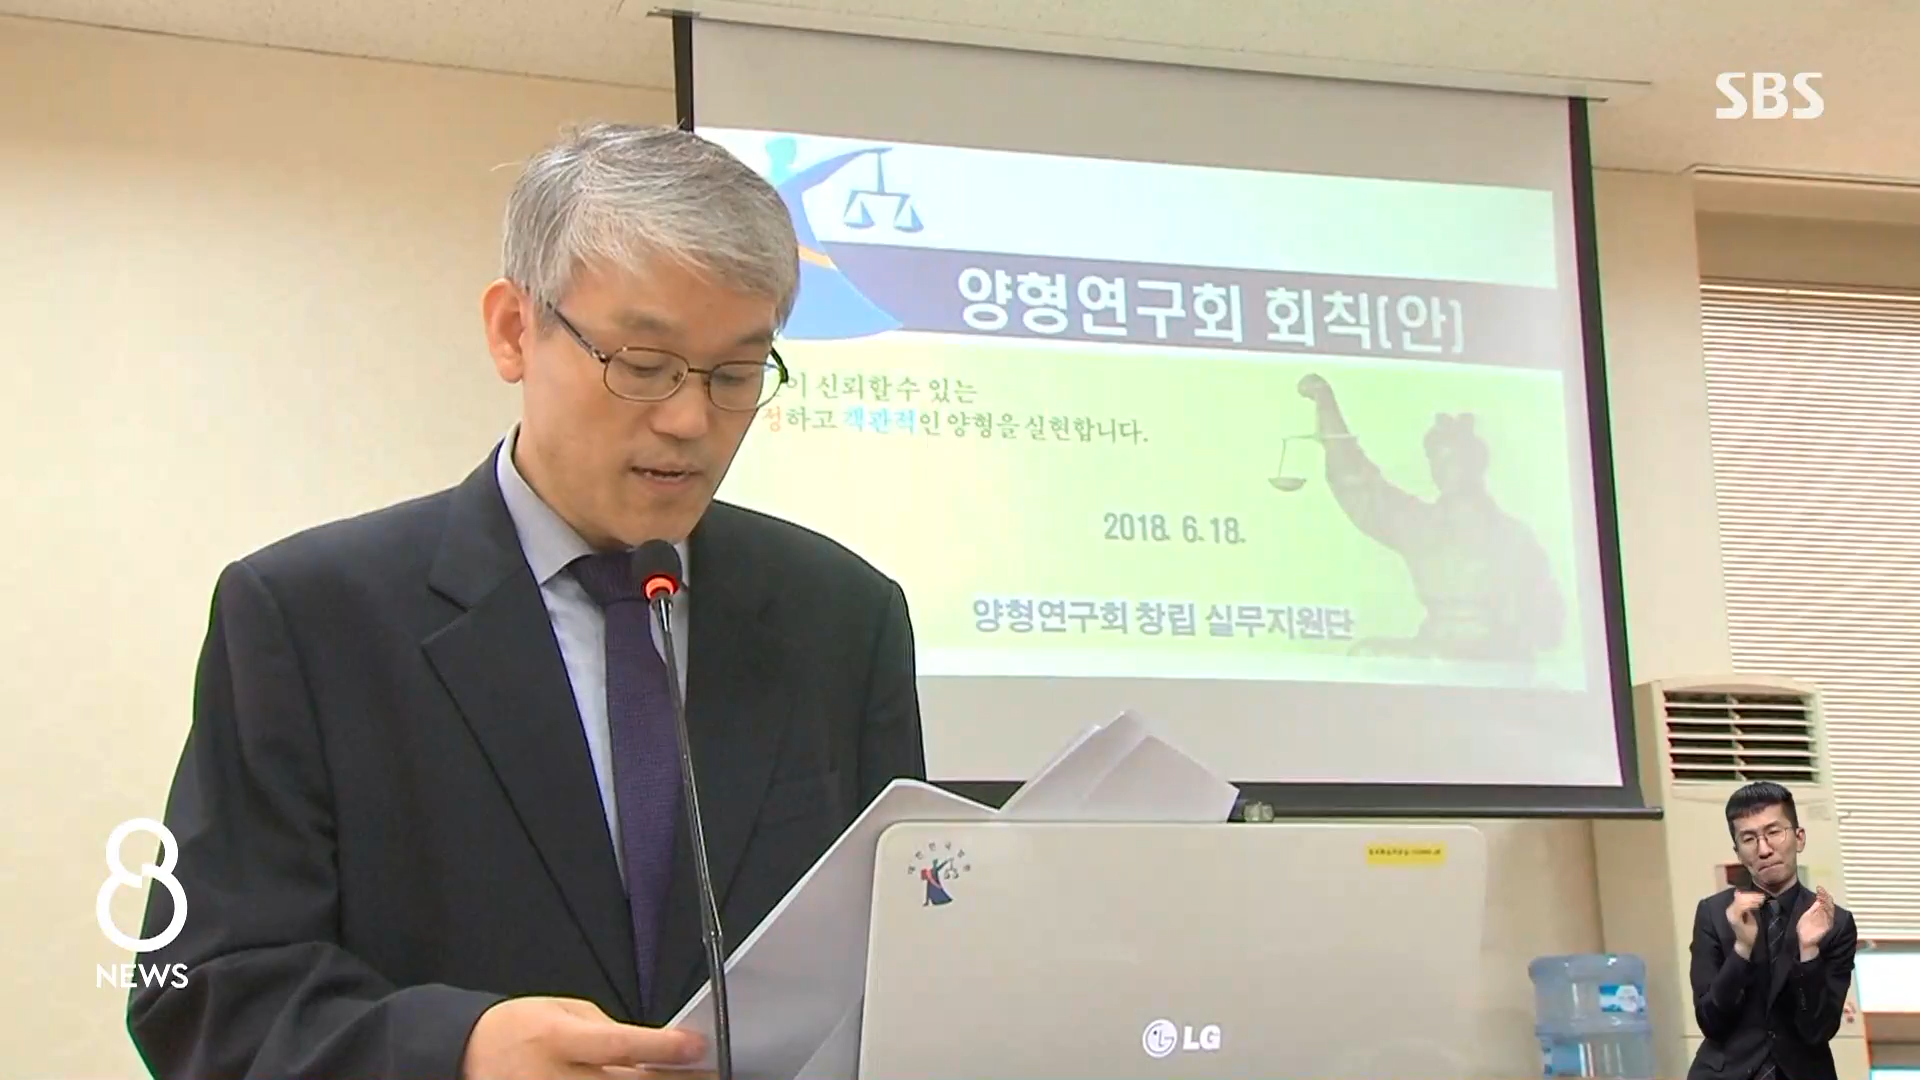 SBS
양형연구회 회칙(안)
이 신뢰할 수 있는
정하고 객관적인 양형을 실현합니다.
2018. 6. 18.
양형연구회 창립 실무지원단
8
NEWS
LG